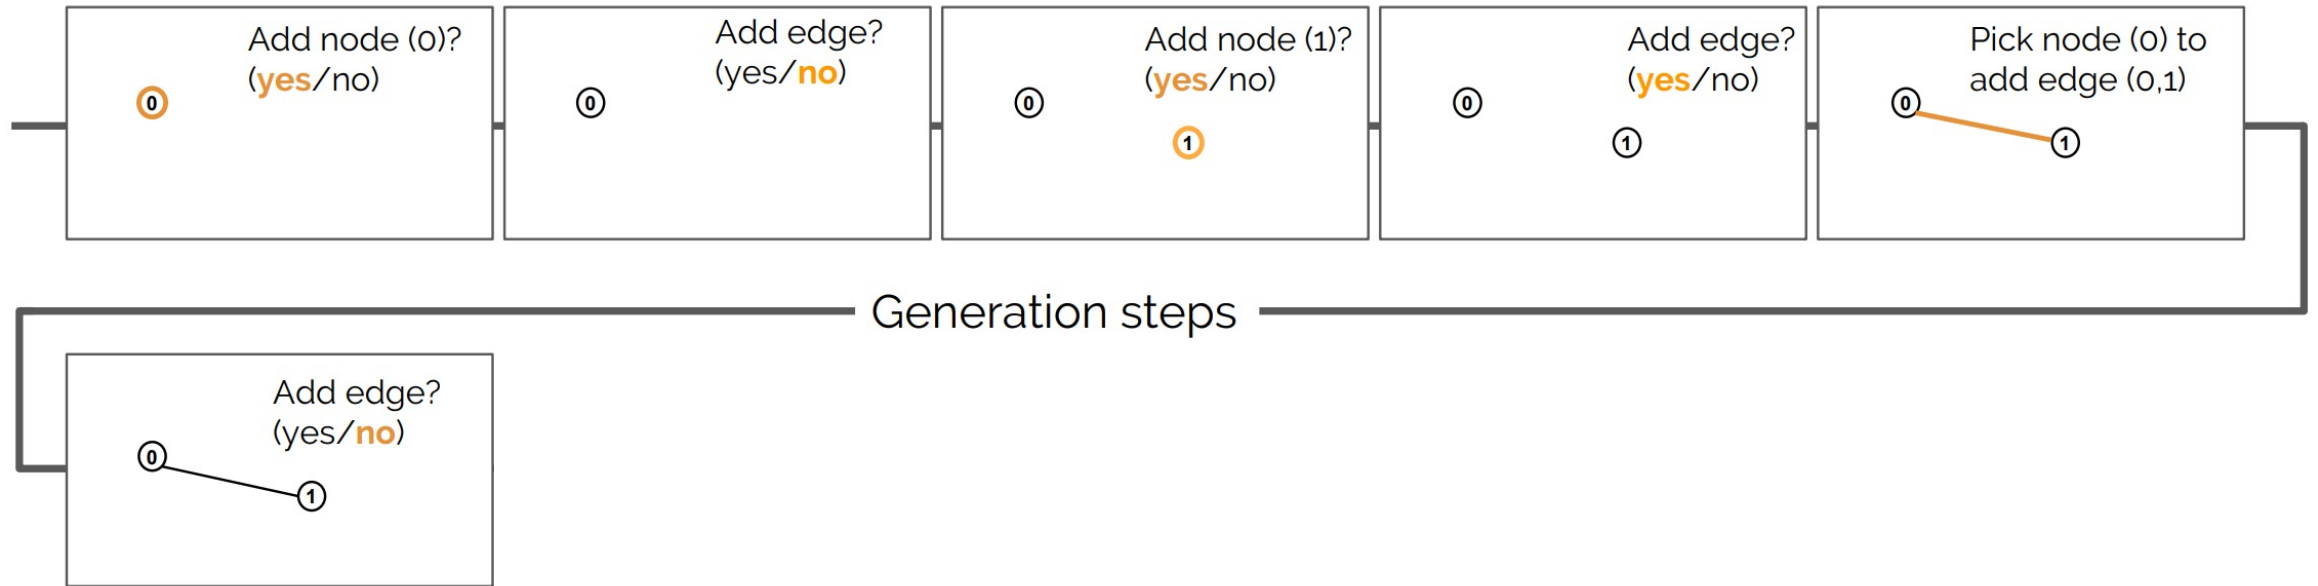 Add node (0)?
(yes/no)
0
Add edge?
(yes/no)
0
Add node (1)?
(yes/no)
0
1
Add edge?
(yes/no)
0
1
Pick node (0) to
add edge (0,1)
0
1
Generation steps
Add edge?
(yes/no)
0
1